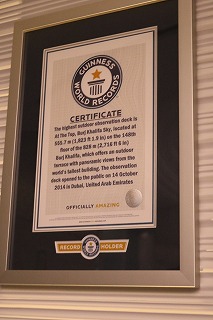 GUINNESS
WORLD RECORDS
CERTIFICATE
The highest outdoor observation deck is
at The Top, Burj Khalifa Sky, located at
555.7 m (1,823 ft 1.9 in) on the 148th
floor of the 828 m (2,716 ft 6 in)
Burj Khalifa, which offers an outdoor
terrace with panoramic views from the
world's tallest building. The observation
deck opened to the public on 14 October
2014 in Dubai, United Arab Emirates
OFFICIALLY AMAZING
RECORD HOLDER